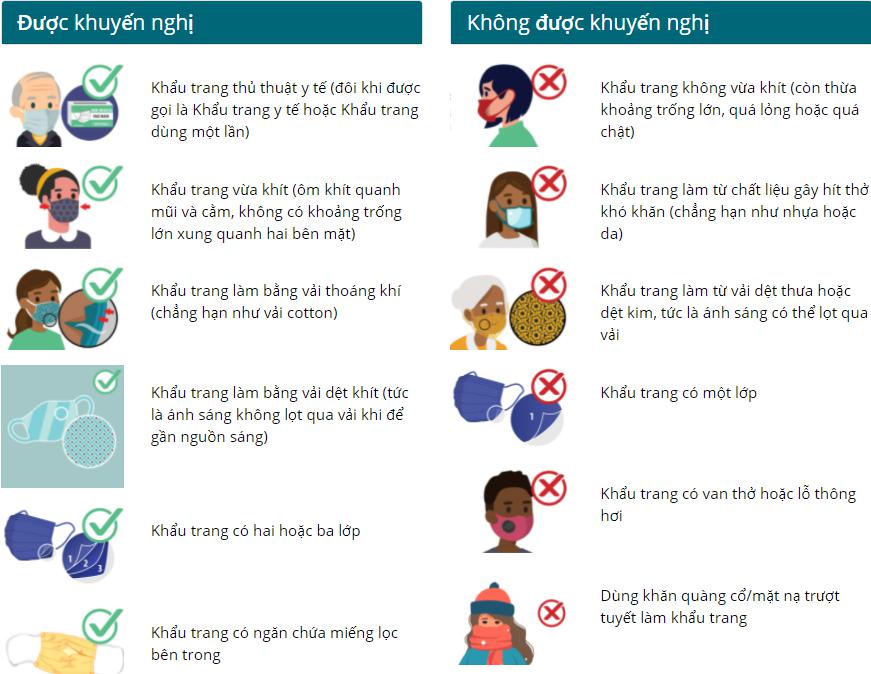 Được khuyến nghị
Khẩu trang thủ thuật y tế (đôi khi được
gọi là Khẩu trang y tế hoặc Khẩu trang
dùng một lần)
Khẩu trang vừa khít (ôm khít quanh
mũi và cằm, không có khoảng trống
lớn xung quanh hai bên mặt)
Khẩu trang làm bằng vải thoáng khí
(chẳng hạn như vải cotton)
Khẩu trang làm bằng vải dệt khít (tức
là ánh sáng không lọt qua vải khi để
gần nguồn sáng)
1
2
3
Khẩu trang có hai hoặc ba lớp
Khẩu trang có ngăn chứa miếng lọc
bên trong
Không được khuyến nghị
Khẩu trang không vừa khít (còn thừa
khoảng trống lớn, quá lỏng hoặc quá
chật)
Khẩu trang làm từ chất liệu gây hít thở
khó khăn (chẳng hạn như nhựa hoặc
da)
Khẩu trang làm từ vải dệt thưa hoặc
dệt kim, tức là ánh sáng có thể lọt qua
vải
1
Khẩu trang có một lớp
Khẩu trang có van thở hoặc lỗ thông
hơi
Dùng khăn quàng cổ/mặt nạ trượt
tuyết làm khẩu trang